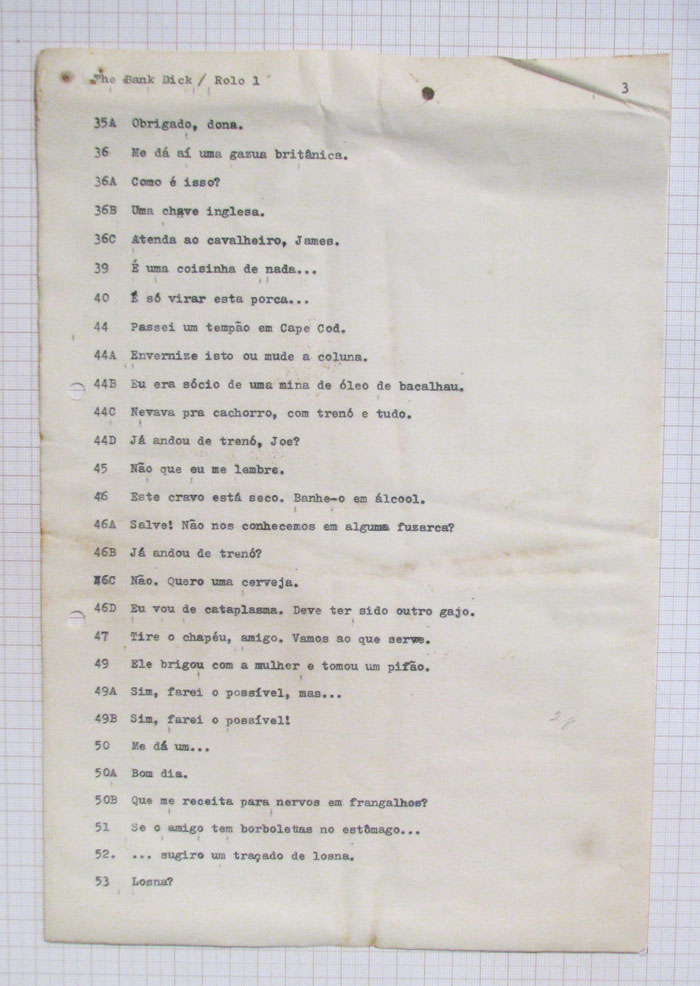 The Bank Dick / Rolo 1 3
35A Obrigado, dona.
36 Me dá aí uma gazua britânica.
36A Como é isso?
36B Uma chave inglesa.
36C Atenda ao cavalheiro, James.
39 É uma coisinha de nada...
40 É só virar esta porca...
44 Passei um tempão em Cape Cod.
44A Envernize isto ou mude a coluna.
44B Eu era sócio de uma mina de óleo de bacalhau.
44C Nevava pra cachorro, com trenó e tudo.
44D Já andou de trenó, Joe?
45 Não que eu me lembre.
46 Este cravo está seco. Banhe-o em álcool.
46A Salve! Não nos conhecemos em alguma fuzarca?
46B Já andou de trenó?
46C Não. Quero uma cerveja.
46D Eu vou de cataplasma. Deve ter sido outro gajo.
47 Tire o chapéu, amigo. Vamos ao que serve.
49 Ele brigou com a mulher e tomou um pifão.
49A Sim, farei o possível, mas...
49B Sim, farei o possível!
50 Me dá um...
50A Bom dia.
50B Que me receita para nervos em frangalhos?
51 Se o amigo tem borboletas no estômago...
52. ... sugiro um traçado de losna.
53 Losna?